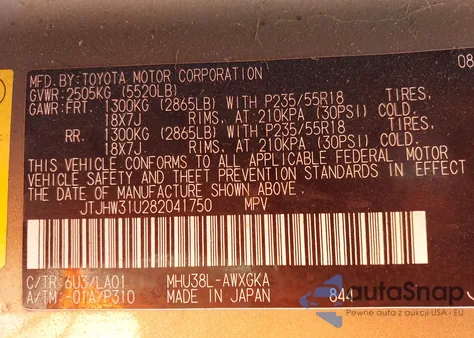 MFD. BY: TOYOTA MOTOR CORPORATION 08
GVWR: 2505KG (5520LB)
GAWR: FRT. 1300KG (2865LB) WITH P235/55R18 TIRES,
18X7J RIMS, AT 210KPA (30PSI) COLD.
RR. 1300KG (2865LB) WITH P235/55R18 TIRES,
18X7J RIMS, AT 210KPA (30PSI) COLD.
THIS VEHICLE CONFORMS TO ALL APPLICABLE FEDERAL MOTOR
VEHICLE SAFETY AND THEFT PREVENTION STANDARDS IN EFFECT
THE DATE OF MANUFACTURE SHOWN ABOVE.
JTJHW31U282041750 MPV
C/TR: 6U3/LA01 MHU38L-AWXGKA
A/TM: -01A/P310 MADE IN JAPAN 844
autoSnap
Pewne auta z aukcji USA - EU